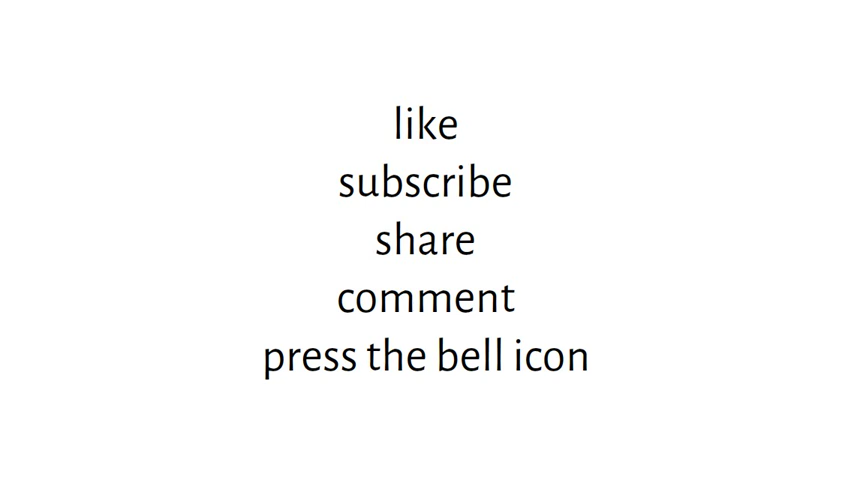 like
subscribe
share
comment
press the bell icon